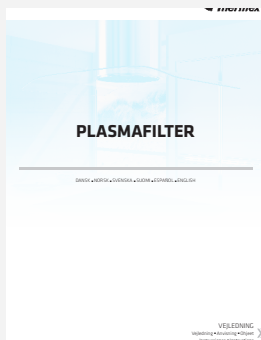 thermex
PLASMAFILTER
DANSK • NORSK • SVENSKA • SUOMI • ESPAÑOL • ENGLISH
VEJLEDNING
Vejledning • Anvisning • Ohjeet